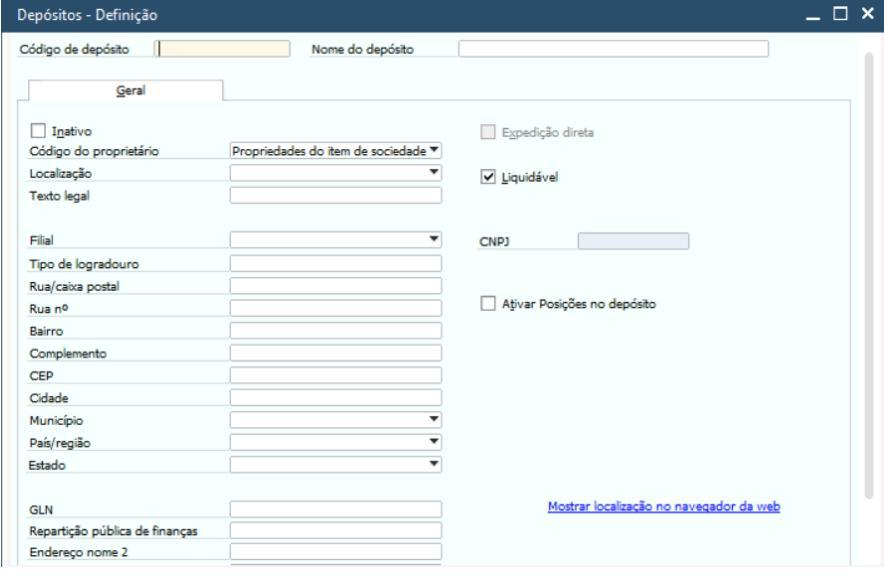 Depósitos - Definição
Código de depósito Nome do depósito
Geral
Inativo Expedição direta
Código do proprietário Propriedades do item de sociedade
Localização Liquidável
Texto legal
Filial CNPJ
Tipo de logradouro
Rua/caixa postal
Rua nº Ativar Posições no depósito
Bairro
Complemento
CEP
Cidade
Município
País/região
Estado
GLN Mostrar localização no navegador da web
Repartição pública de finanças
Endereço nome 2